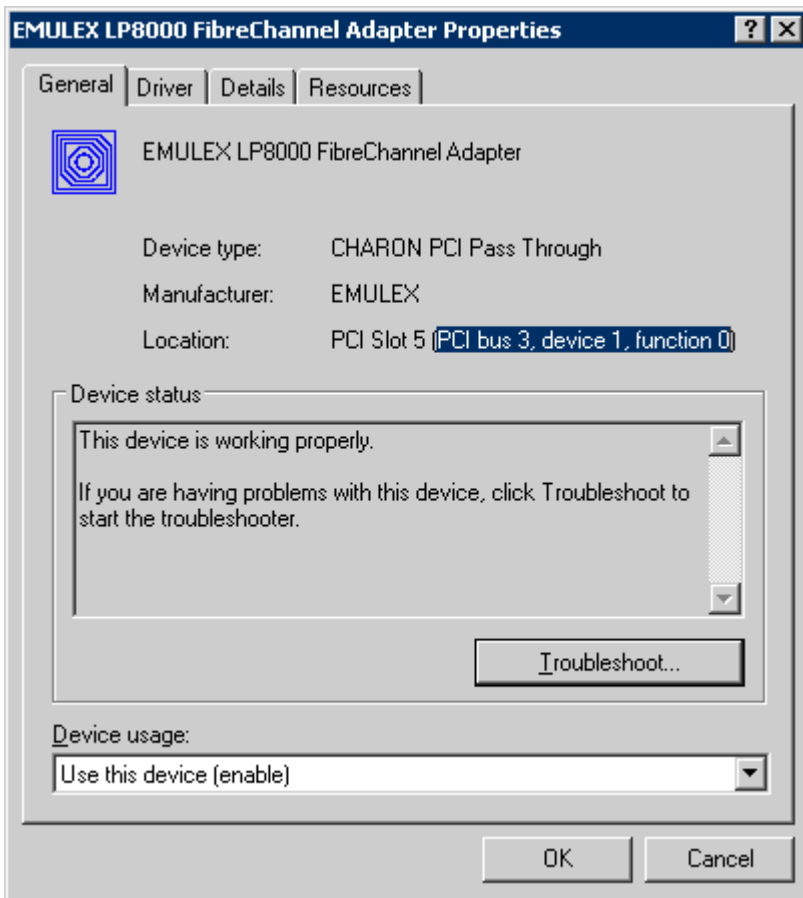 EMULEX LP8000 FibreChannel Adapter Properties ? X
General Driver Details Resources
EMULEX LP8000 FibreChannel Adapter
Device type: CHARON PCI Pass Through
Manufacturer: EMULEX
Location: PCI Slot 5 (PCI bus 3, device 1, function 0)
Device status
This device is working properly.
If you are having problems with this device, click Troubleshoot to
start the troubleshooter.
Troubleshoot...
Device usage:
Use this device (enable)
OK Cancel